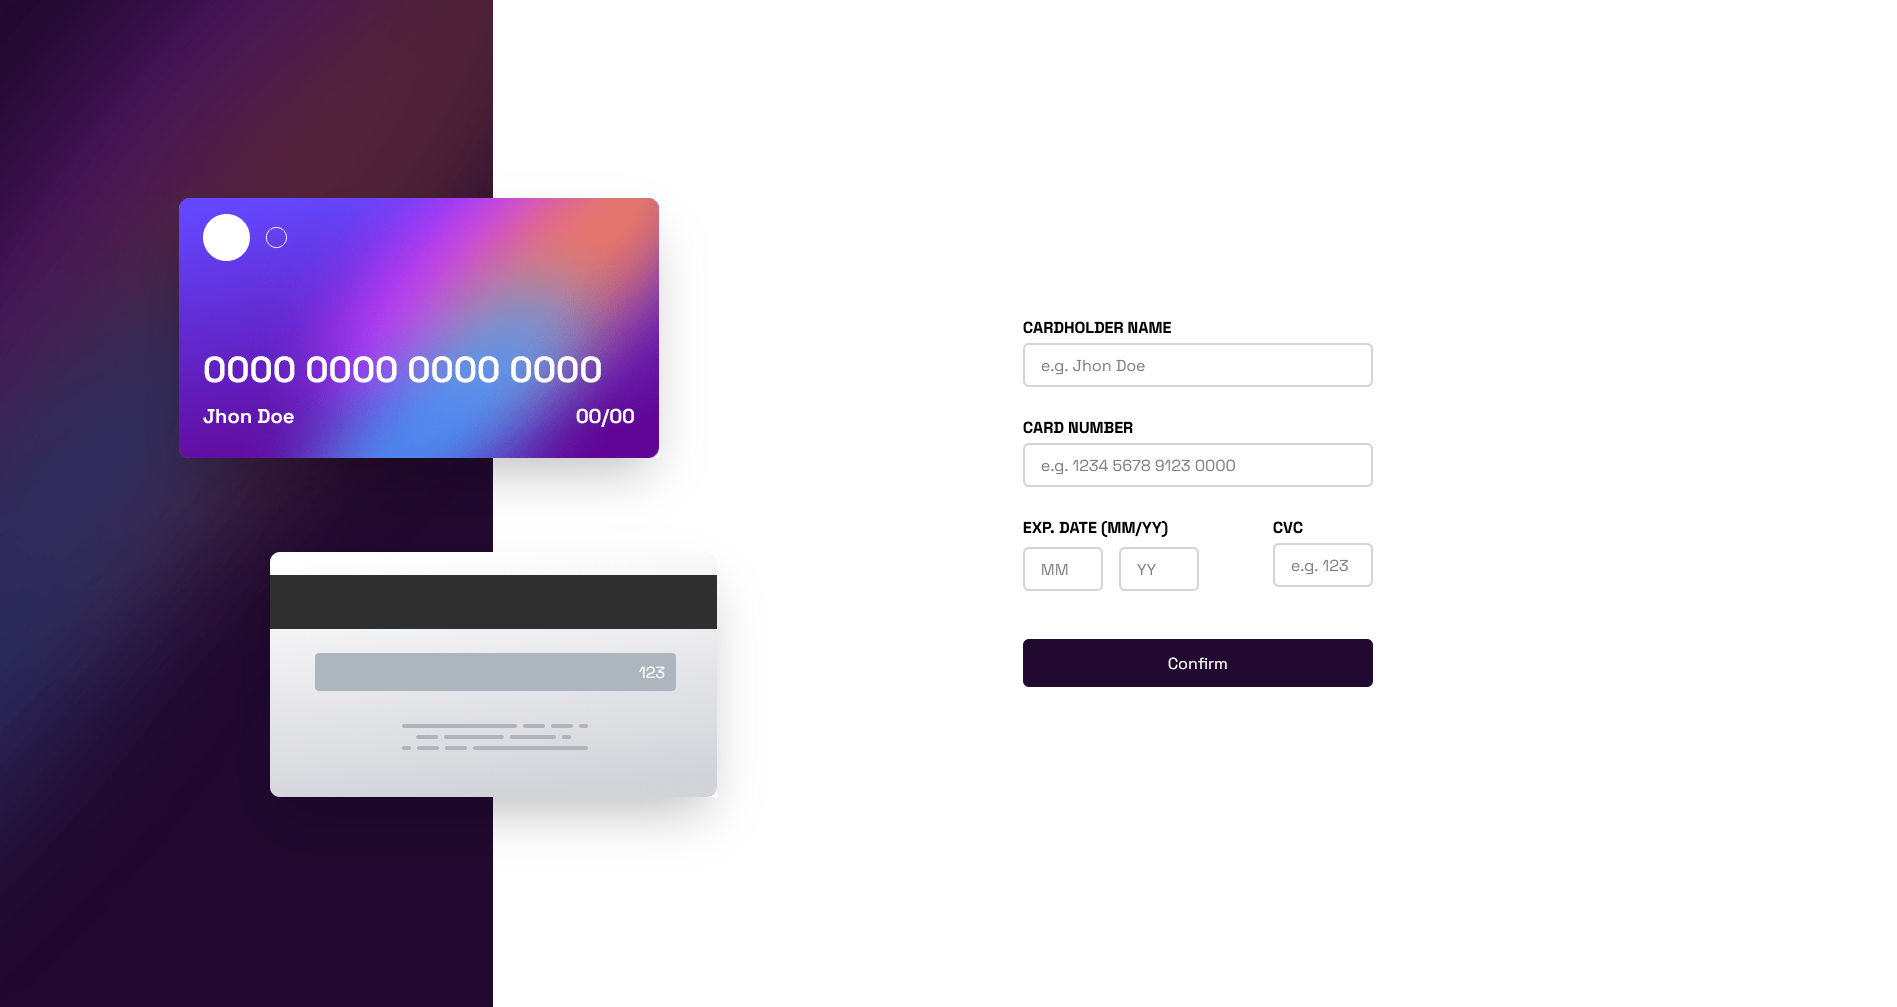 0000 0000 0000 0000
Jhon Doe 00/00
123
CARDHOLDER NAME
e.g. Jhon Doe
CARD NUMBER
e.g. 1234 5678 9123 0000
EXP. DATE (MM/YY) CVC
MM YY e.g. 123
Confirm